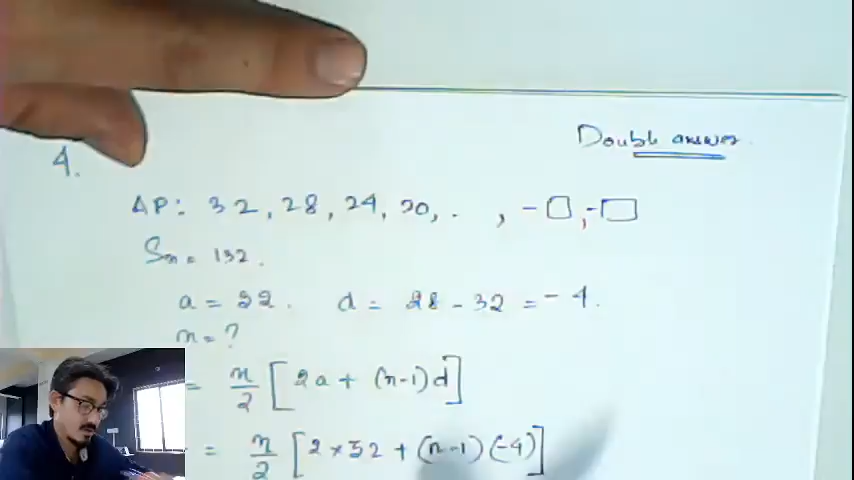 Double answer.
4.
AP: 32, 28, 24, 20, . , -□, -□
Sn = 132.
a = 32. d = 28 - 32 = -4.
n = ?
= n/2 [2a + (n-1)d]
= n/2 [2×32 + (n-1)(-4)]